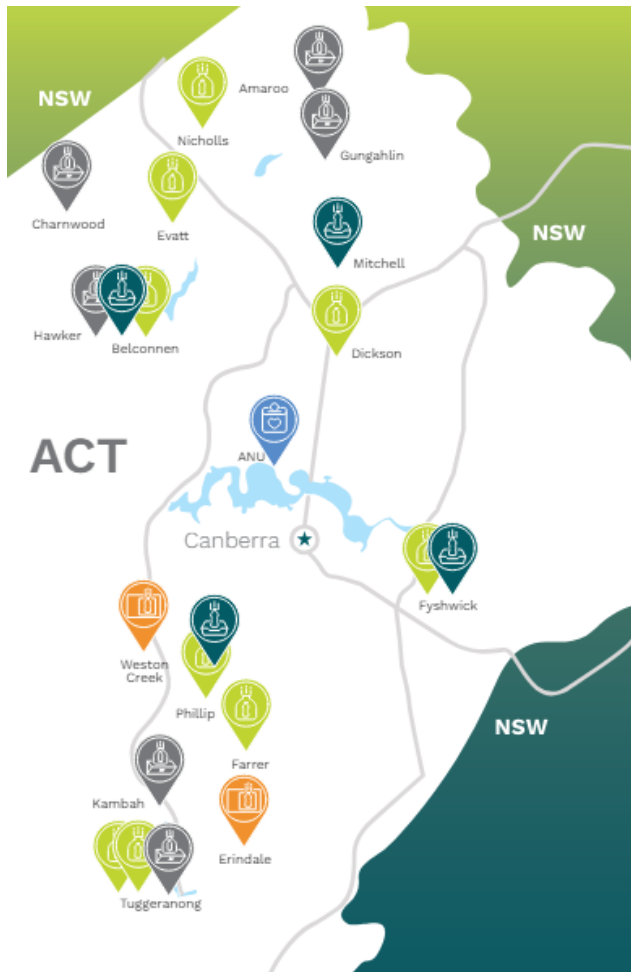 NSW
Amaroo
Nicholls
Gungahlin
Charnwood
Evatt
NSW
Mitchell
Hawker
Belconnen
Dickson
ACT
ANU
Canberra
Fyshwick
Weston
Creek
Phillip
NSW
Farrer
Kambah
Erindale
Tuggeranong